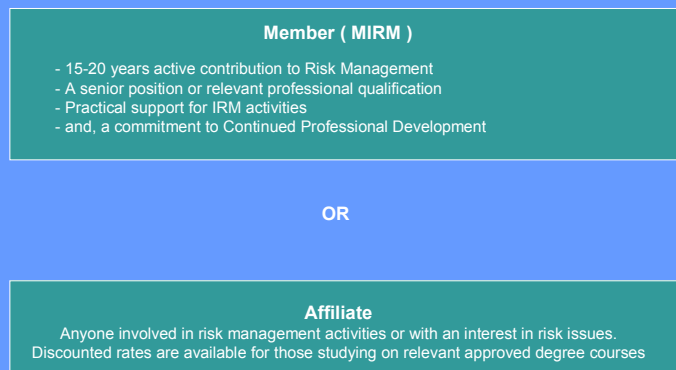 Member ( MIRM )
- 15-20 years active contribution to Risk Management
- A senior position or relevant professional qualification
- Practical support for IRM activities
- and, a commitment to Continued Professional Development
OR
Affiliate
Anyone involved in risk management activities or with an interest in risk issues.
Discounted rates are available for those studying on relevant approved degree courses